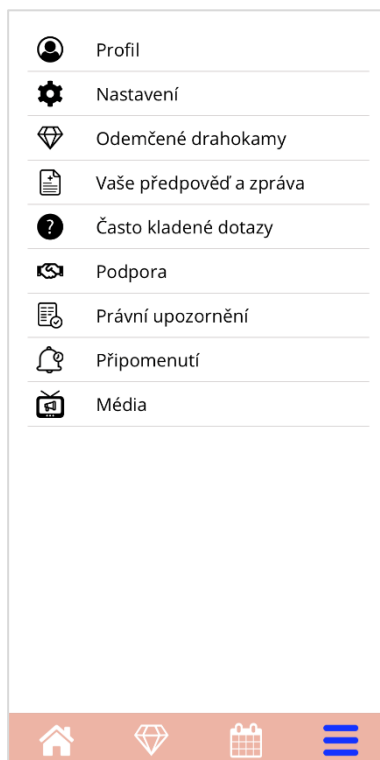 Profil
Nastavení
Odemčené drahokamy
Vaše předpověď a zpráva
Často kladené dotazy
Podpora
Právní upozornění
Připomenutí
Média